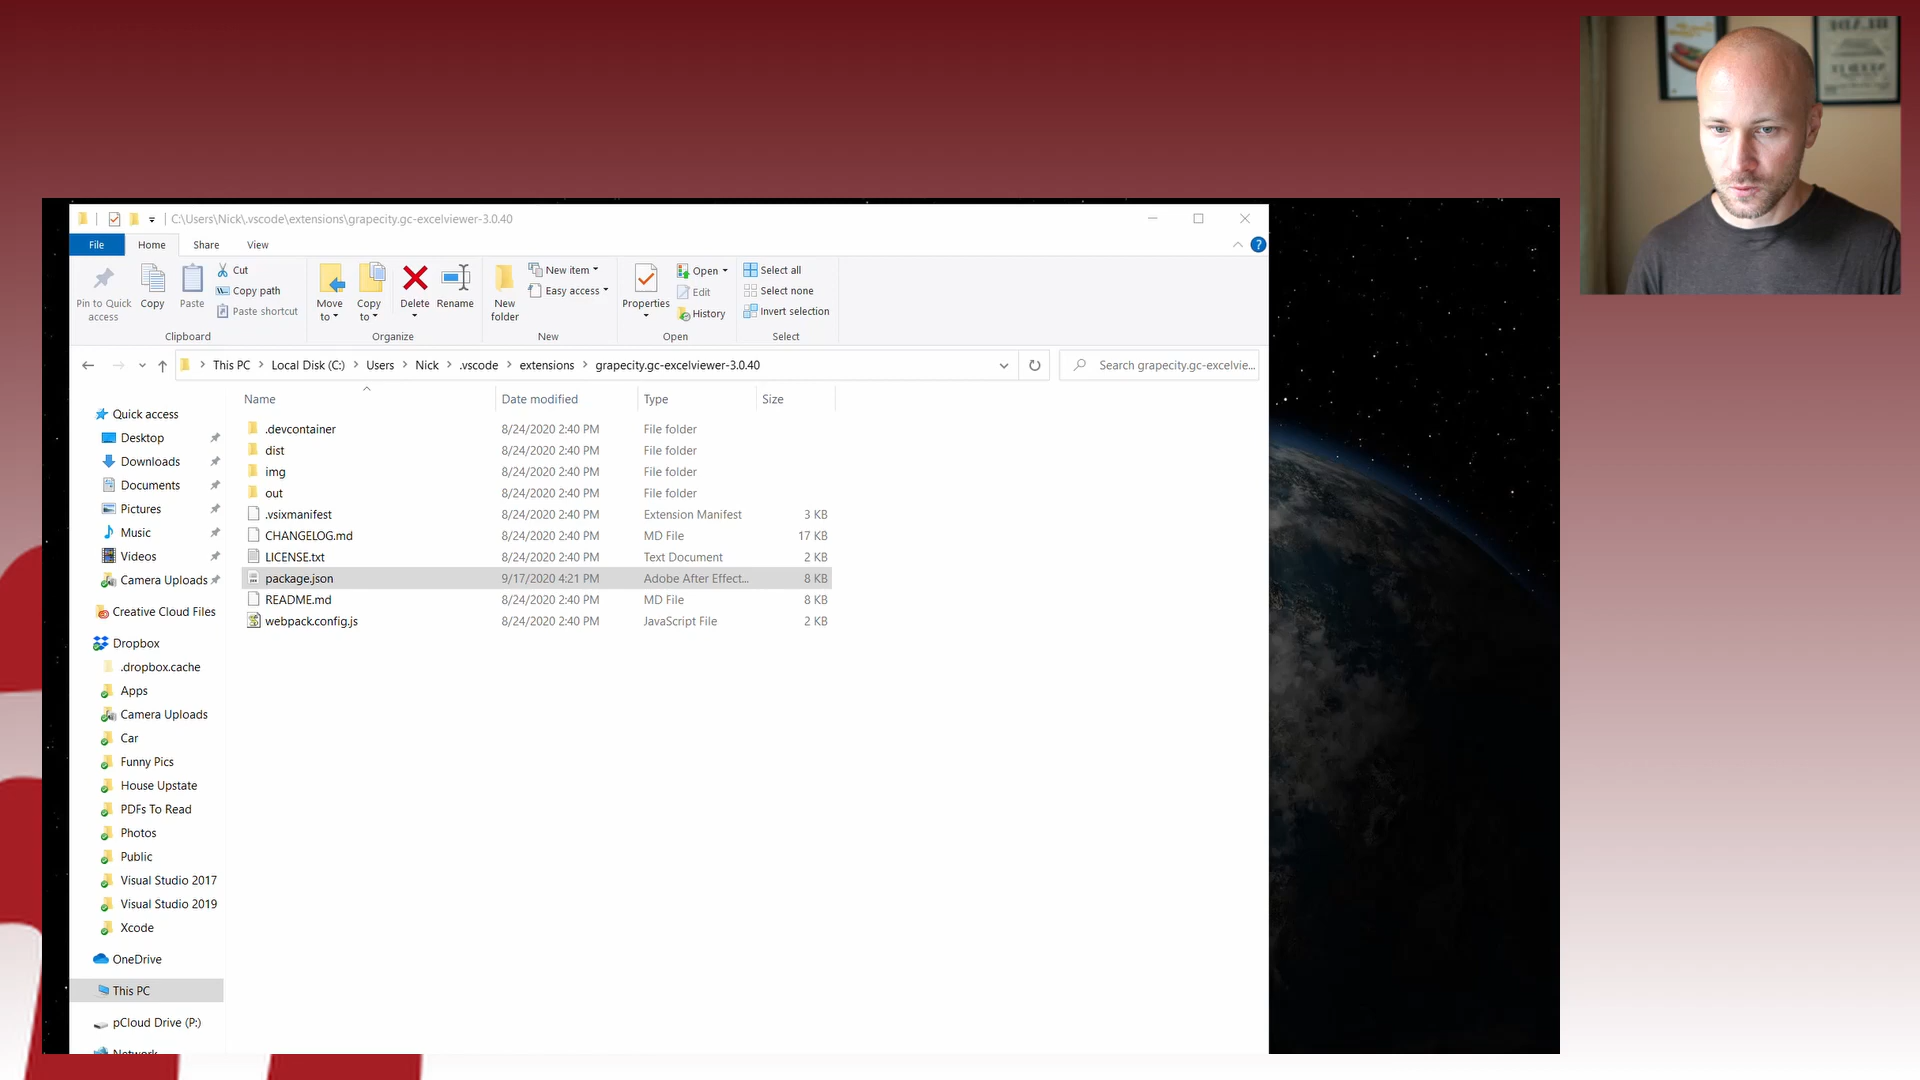 C:\Users\Nick\.vscode\extensions\grapecity.gc-excelviewer-3.0.40
File
Home
Share
View
Pin to Quick access
Copy
Paste
Cut
Copy path
Paste shortcut
Clipboard
Move to
Copy to
Delete
Rename
Organize
New folder
New item
Easy access
New
Properties
Open
Edit
History
Open
Select all
Select none
Invert selection
Select
This PC
Local Disk (C:)
Users
Nick
.vscode
extensions
grapecity.gc-excelviewer-3.0.40
Search grapecity.gc-excelvie...
Name Date modified Type Size
.devcontainer 8/24/2020 2:40 PM File folder
dist 8/24/2020 2:40 PM File folder
img 8/24/2020 2:40 PM File folder
out 8/24/2020 2:40 PM File folder
.vsixmanifest 8/24/2020 2:40 PM Extension Manifest 3 KB
CHANGELOG.md 8/24/2020 2:40 PM MD File 17 KB
LICENSE.txt 8/24/2020 2:40 PM Text Document 2 KB
package.json 9/17/2020 4:21 PM Adobe After Effect... 8 KB
README.md 8/24/2020 2:40 PM MD File 8 KB
webpack.config.js 8/24/2020 2:40 PM JavaScript File 2 KB
Quick access
Desktop
Downloads
Documents
Pictures
Music
Videos
Camera Uploads
Creative Cloud Files
Dropbox
.dropbox.cache
Apps
Camera Uploads
Car
Funny Pics
House Upstate
PDFs To Read
Photos
Public
Visual Studio 2017
Visual Studio 2019
Xcode
OneDrive
This PC
pCloud Drive (P:)
Network